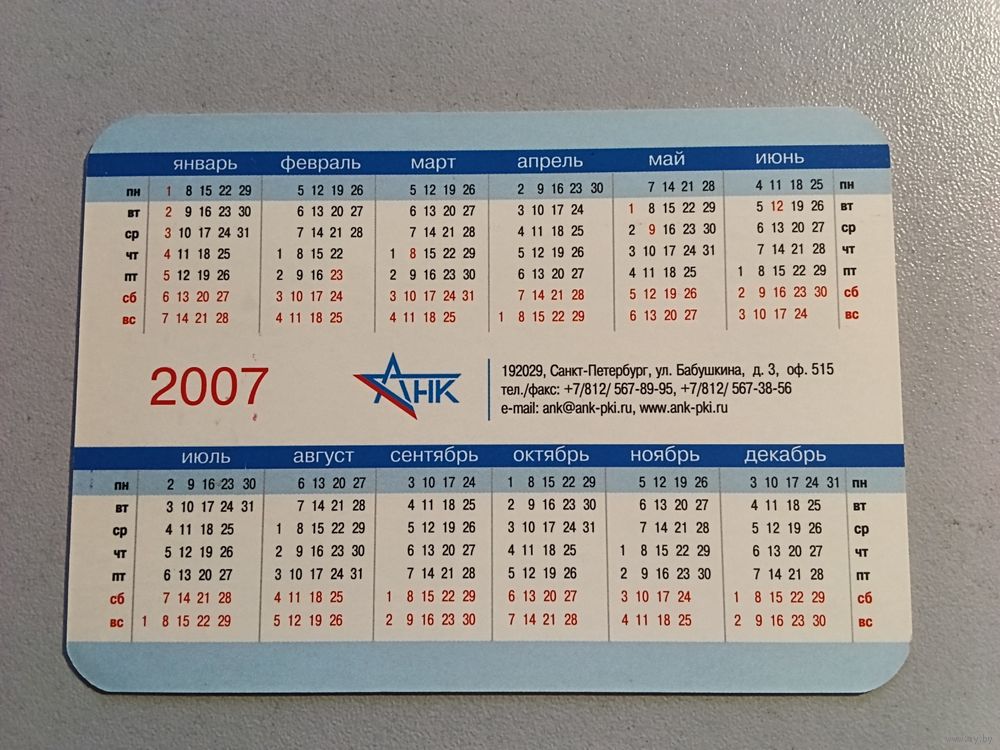 январь февраль март апрель май июнь
пн 1 8 15 22 29 5 12 19 26 5 12 19 26 2 9 16 23 30 7 14 21 28 4 11 18 25 пн
вт 2 9 16 23 30 6 13 20 27 6 13 20 27 3 10 17 24 1 8 15 22 29 5 12 19 26 вт
ср 3 10 17 24 31 7 14 21 28 7 14 21 28 4 11 18 25 2 9 16 23 30 6 13 20 27 ср
чт 4 11 18 25 1 8 15 22 1 8 15 22 29 5 12 19 26 3 10 17 24 31 7 14 21 28 чт
пт 5 12 19 26 2 9 16 23 2 9 16 23 30 6 13 20 27 4 11 18 25 1 8 15 22 29 пт
сб 6 13 20 27 3 10 17 24 3 10 17 24 31 7 14 21 28 5 12 19 26 2 9 16 23 30 сб
вс 7 14 21 28 4 11 18 25 4 11 18 25 1 8 15 22 29 6 13 20 27 3 10 17 24 вс
2007
АНК
192029, Санкт-Петербург, ул. Бабушкина, д. 3, оф. 515
тел./факс: +7/812/ 567-89-95, +7/812/ 567-38-56
e-mail: ank@ank-pki.ru, www.ank-pki.ru
июль август сентябрь октябрь ноябрь декабрь
пн 2 9 16 23 30 6 13 20 27 3 10 17 24 1 8 15 22 29 5 12 19 26 3 10 17 24 31 пн
вт 3 10 17 24 31 7 14 21 28 4 11 18 25 2 9 16 23 30 6 13 20 27 4 11 18 25 вт
ср 4 11 18 25 1 8 15 22 29 5 12 19 26 3 10 17 24 31 7 14 21 28 5 12 19 26 ср
чт 5 12 19 26 2 9 16 23 30 6 13 20 27 4 11 18 25 1 8 15 22 29 6 13 20 27 чт
пт 6 13 20 27 3 10 17 24 31 7 14 21 28 5 12 19 26 2 9 16 23 30 7 14 21 28 пт
сб 7 14 21 28 4 11 18 25 1 8 15 22 29 6 13 20 27 3 10 17 24 1 8 15 22 29 сб
вс 1 8 15 22 29 5 12 19 26 2 9 16 23 30 7 14 21 28 4 11 18 25 2 9 16 23 30 вс